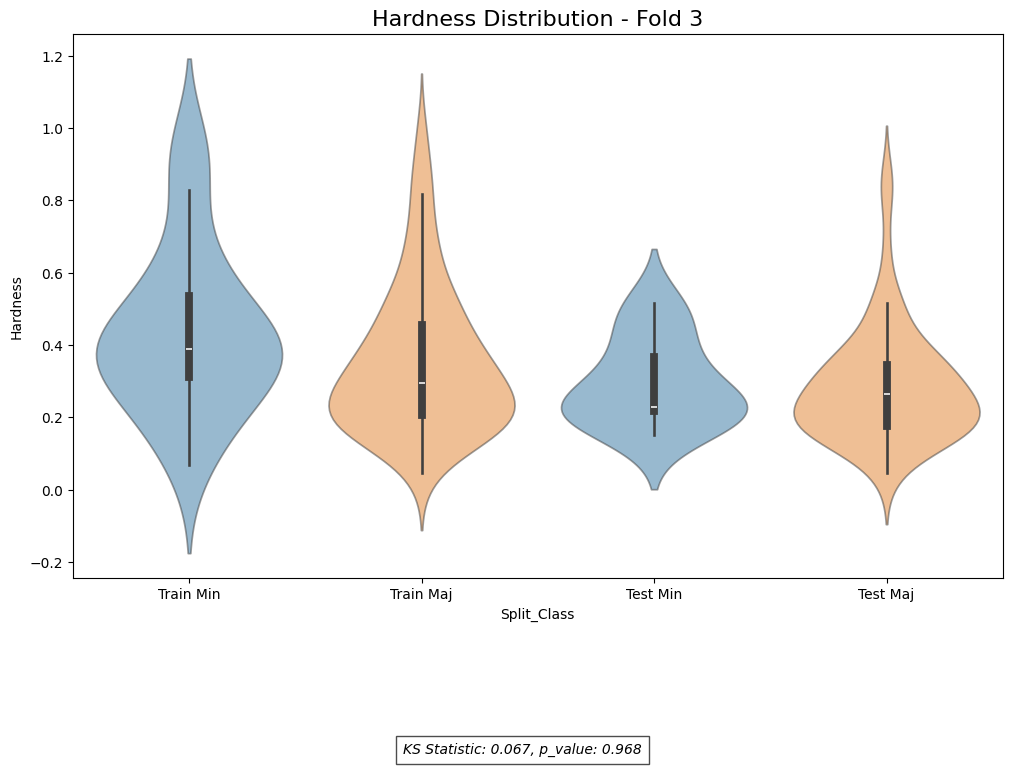 Hardness Distribution - Fold 3
Hardness
1.2
1.0
0.8
0.6
0.4
0.2
0.0
−0.2
Train Min
Train Maj
Test Min
Test Maj
Split_Class
KS Statistic: 0.067, p_value: 0.968